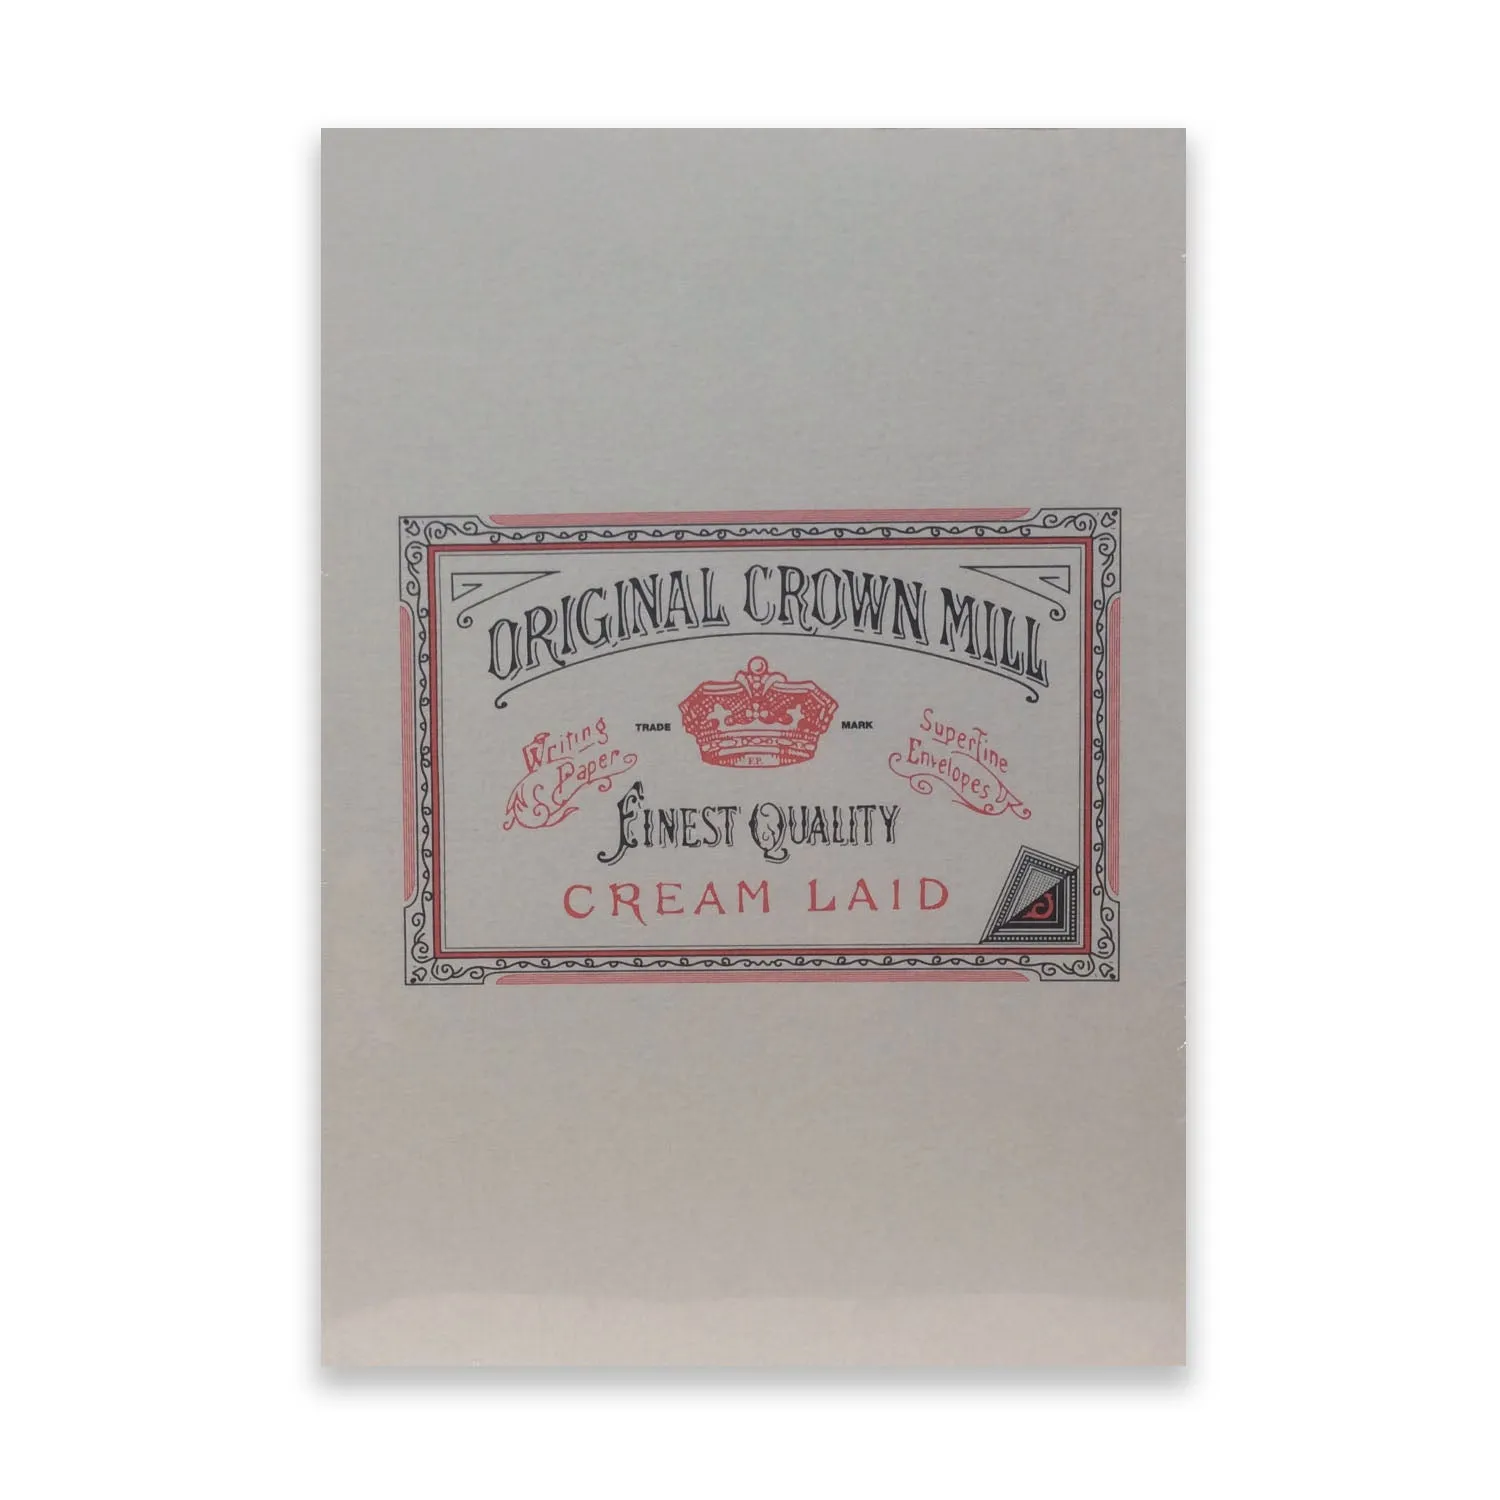 ORIGINAL CROWN MILL
TRADE MARK
Writing
Paper
Superfine
Envelopes
F.P.
FINEST QUALITY
CREAM LAID